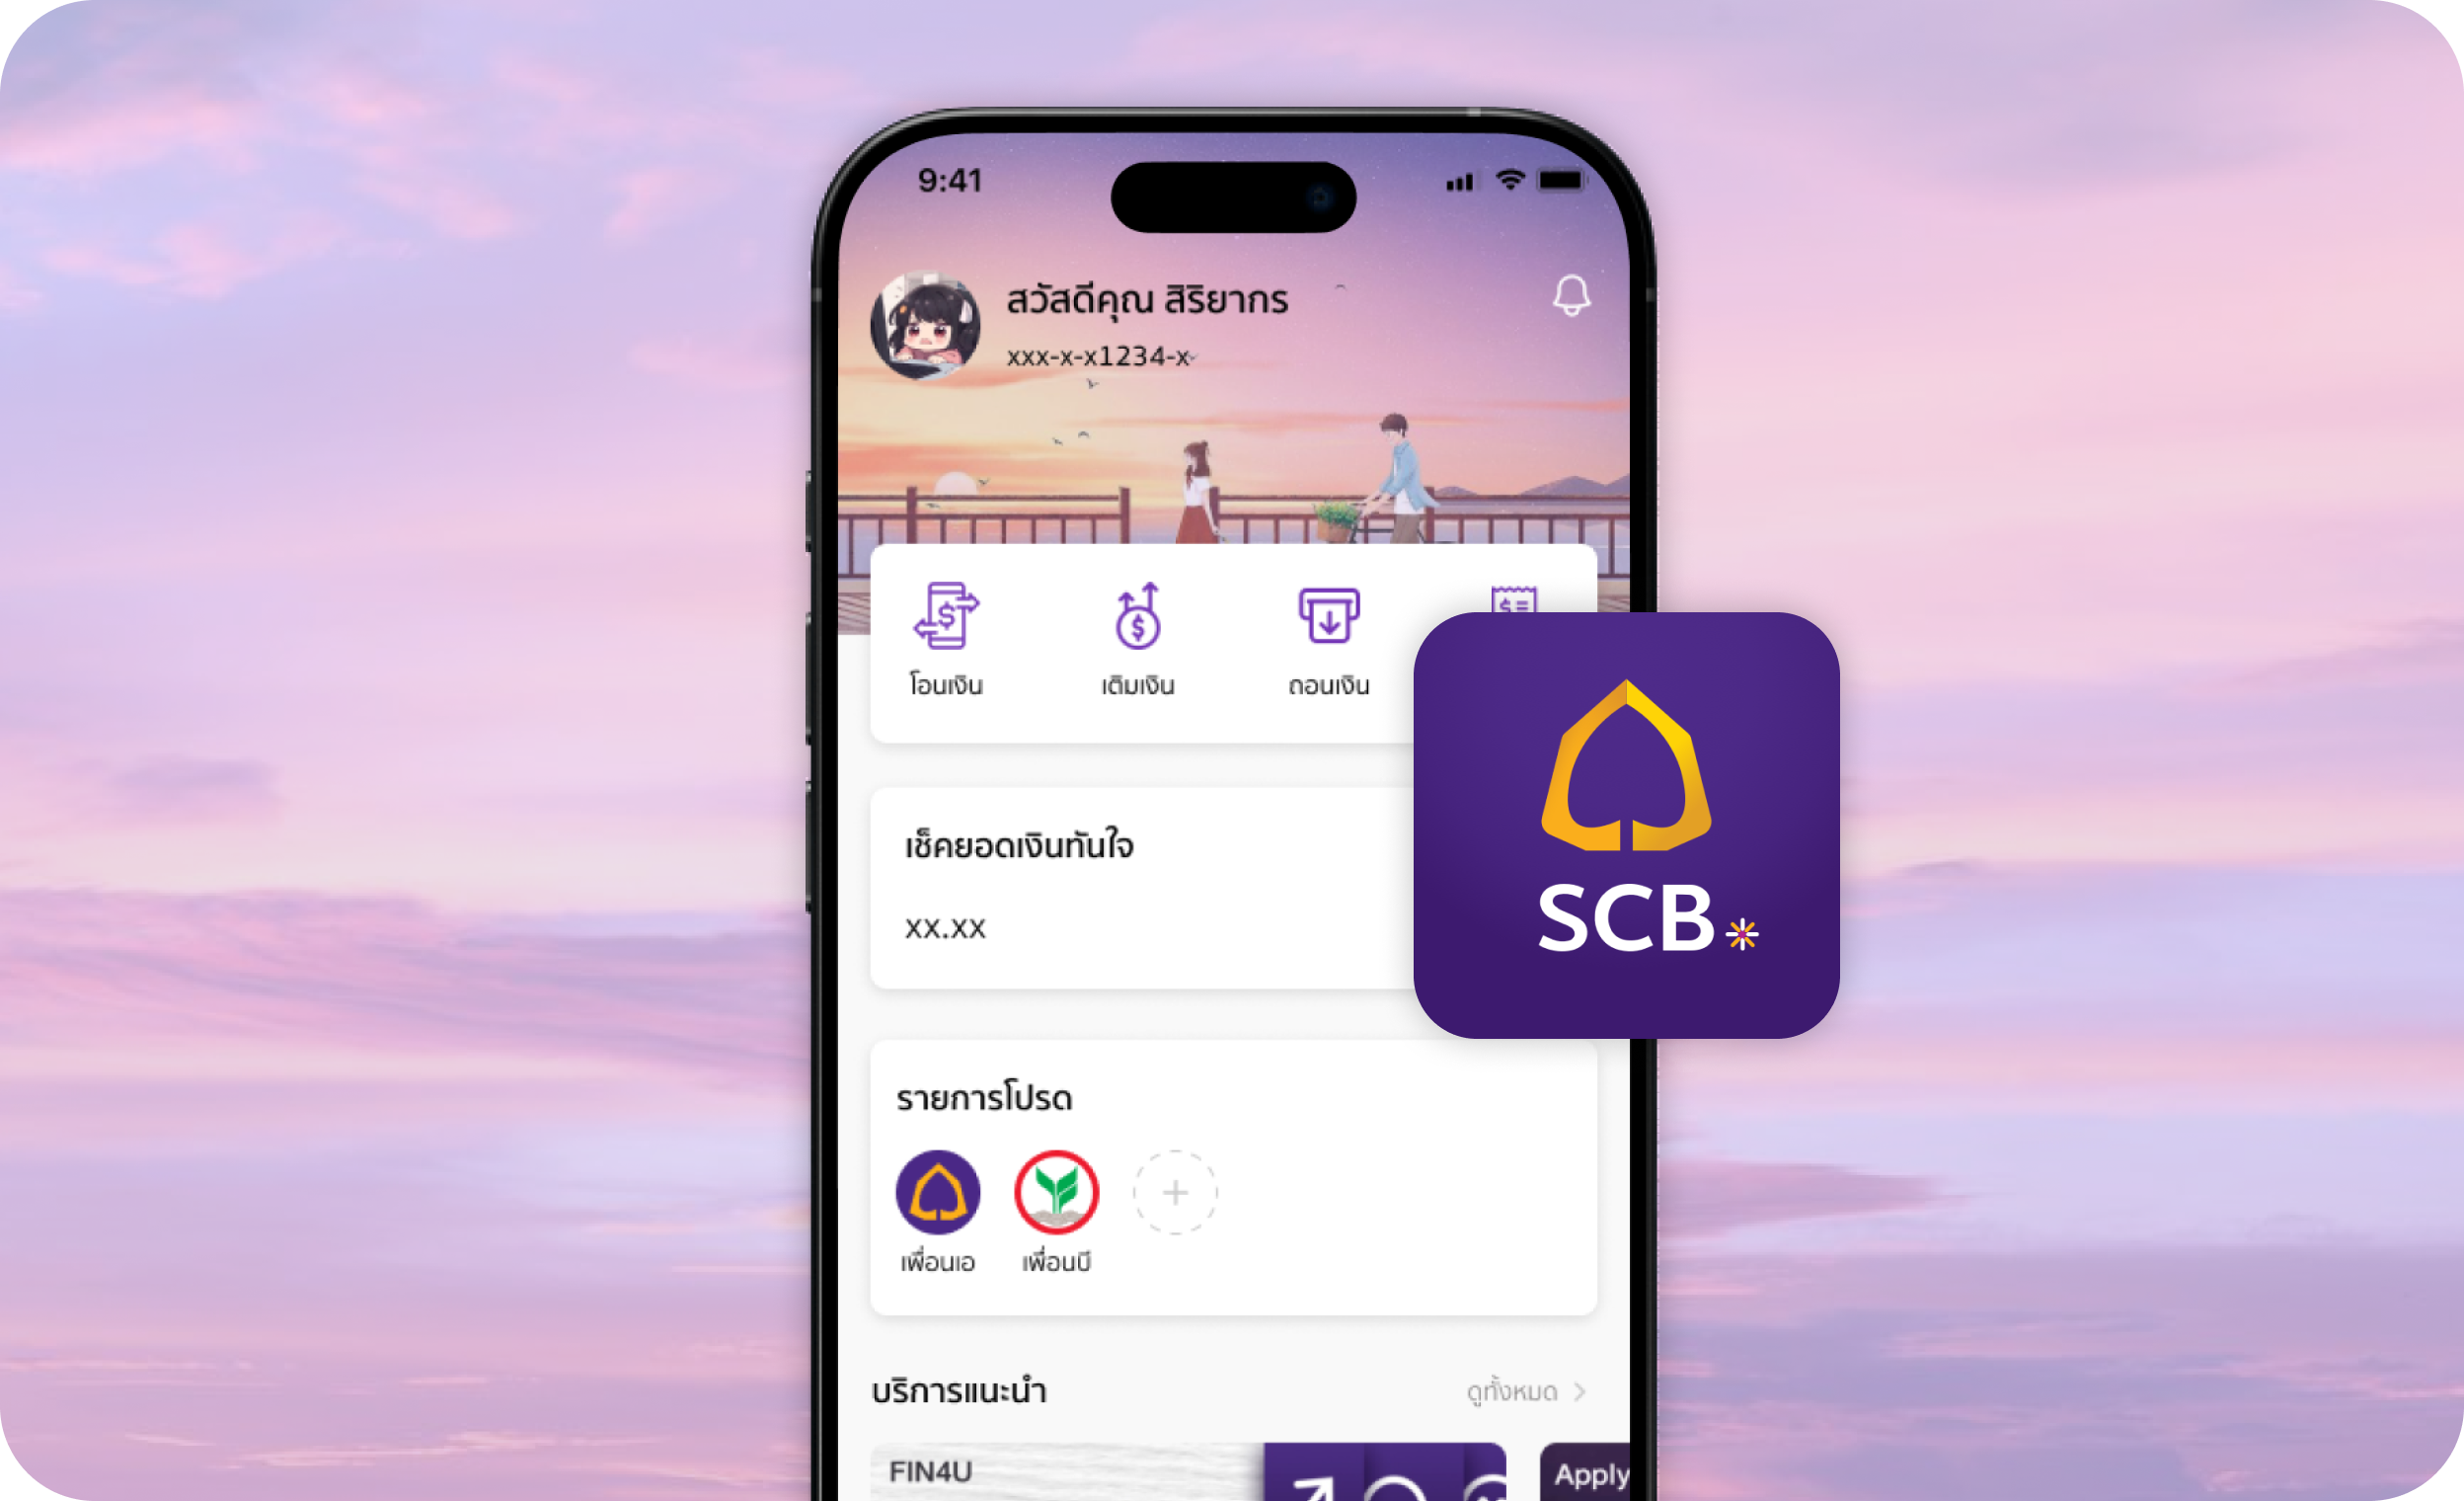 9:41
สวัสดีคุณ สิริยากร
xxx-x-x1234-x
โอนเงิน
เติมเงิน
ถอนเงิน
$
เช็คยอดเงินทันใจ
xx.xx
SCB
รายการโปรด
เพื่อนเอ
เพื่อนบี
บริการแนะนำ
ดูทั้งหมด
FIN4U
Apply